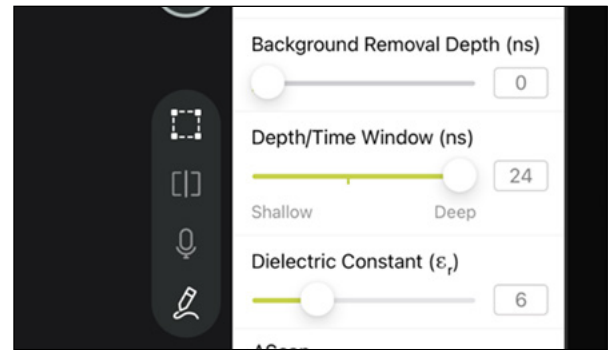 Background Removal Depth (ns)
0
Depth/Time Window (ns)
24
Shallow Deep
Dielectric Constant (εr)
6